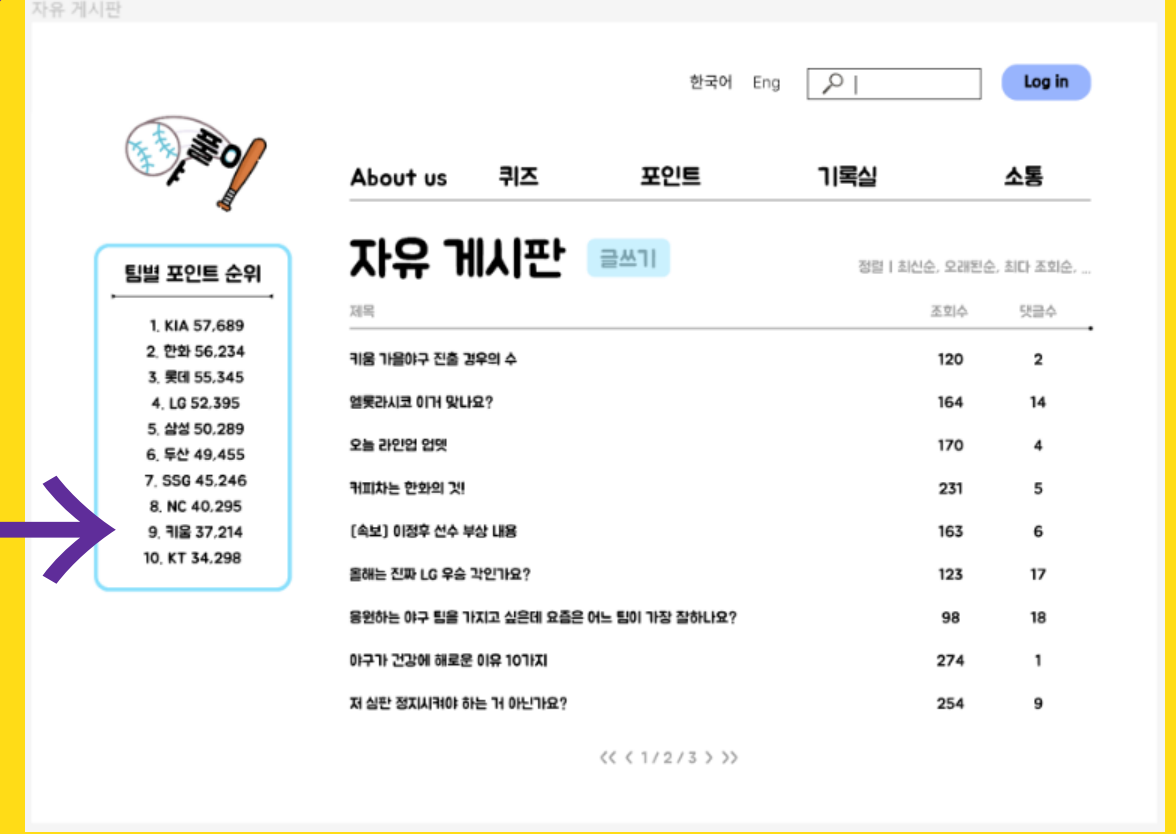 자유 게시판
한국어 Eng Log in
풀이
About us 퀴즈 포인트 기록실 소통
자유 게시판 글쓰기
정렬 | 최신순, 오래된순, 최다 조회순, ...
팀별 포인트 순위
1. KIA 57,689
2. 한화 56,234
3. 롯데 55,345
4. LG 52,395
5. 삼성 50,289
6. 두산 49,455
7. SSG 45,246
8. NC 40,295
9. 키움 37,214
10. KT 34,298
제목 조회수 댓글수
키움 가을야구 진출 경우의 수 120 2
엘롯라시코 이거 맞나요? 164 14
오늘 라인업 업뎃 170 4
커피차는 한화의 것! 231 5
[속보] 이정후 선수 부상 내용 163 6
올해는 진짜 LG 우승 각인가요? 123 17
응원하는 야구 팀을 가지고 싶은데 요즘은 어느 팀이 가장 잘하나요? 98 18
야구가 건강에 해로운 이유 10가지 274 1
저 심판 정지시켜야 하는 거 아닌가요? 254 9
<< < 1 / 2 / 3 > >>